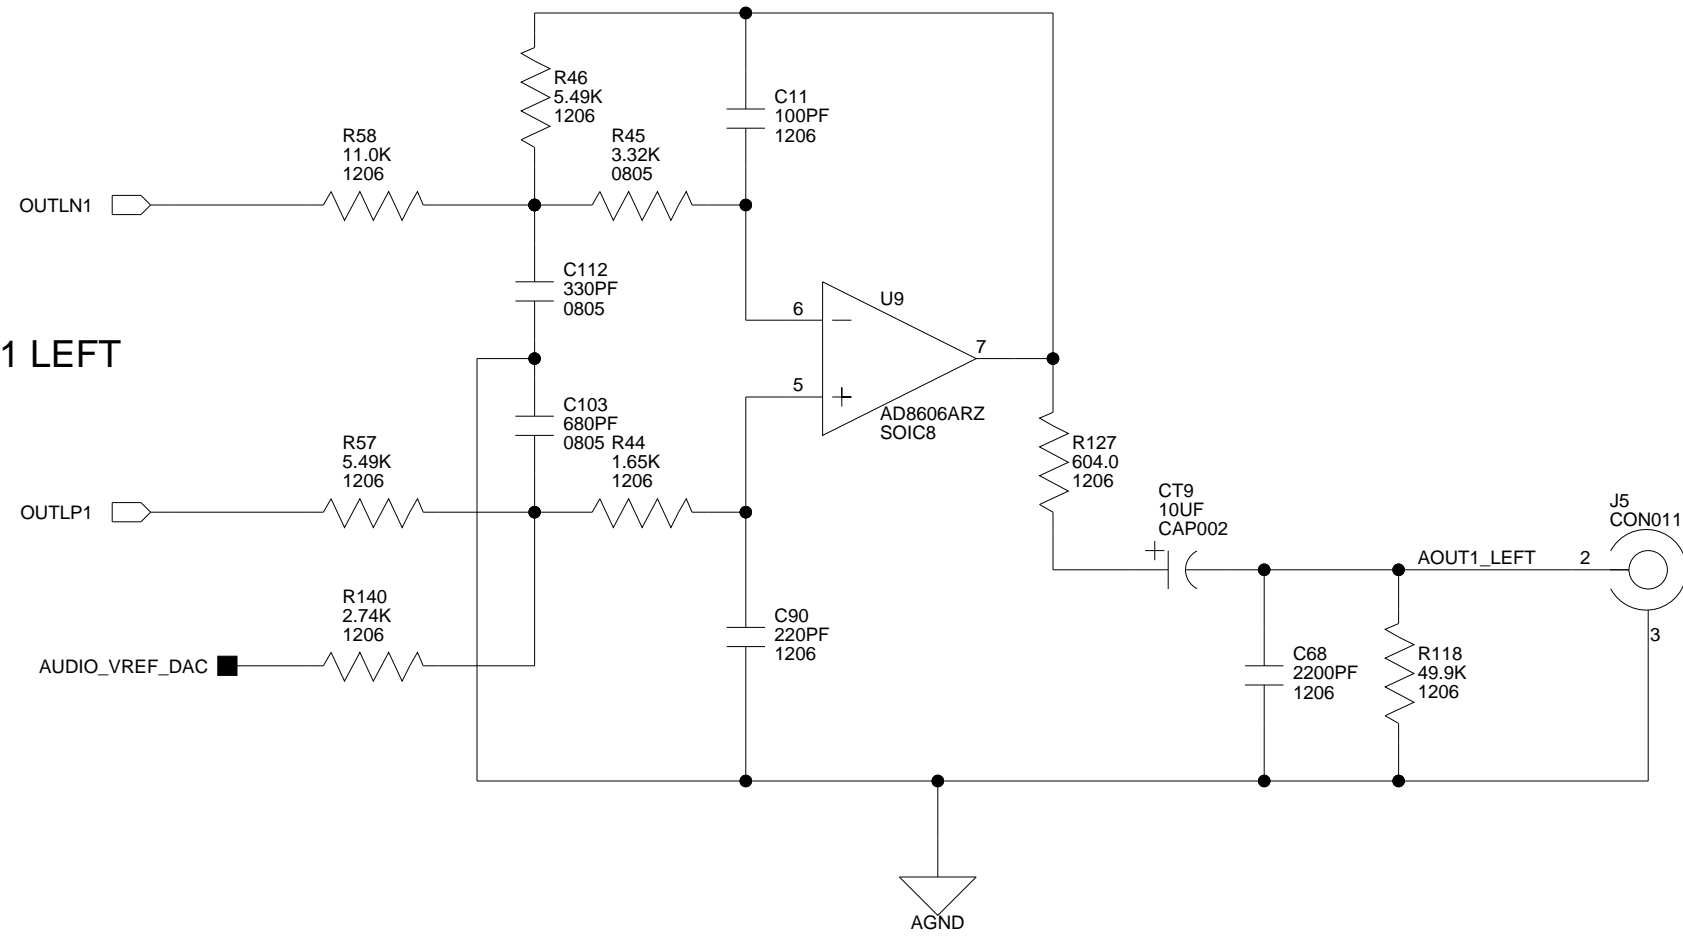 R46
5.49K
1206
C11
100PF
1206
R58
11.0K
1206
R45
3.32K
0805
OUTLN1
C112
330PF
0805
U9
6
7
5
AD8606ARZ
SOIC8
1 LEFT
C103
680PF
0805
R57
5.49K
1206
R44
1.65K
1206
OUTLP1
R127
604.0
1206
CT9
10UF
CAP002
+
J5
CON011
AOUT1_LEFT
2
3
R140
2.74K
1206
AUDIO_VREF_DAC
C90
220PF
1206
C68
2200PF
1206
R118
49.9K
1206
AGND